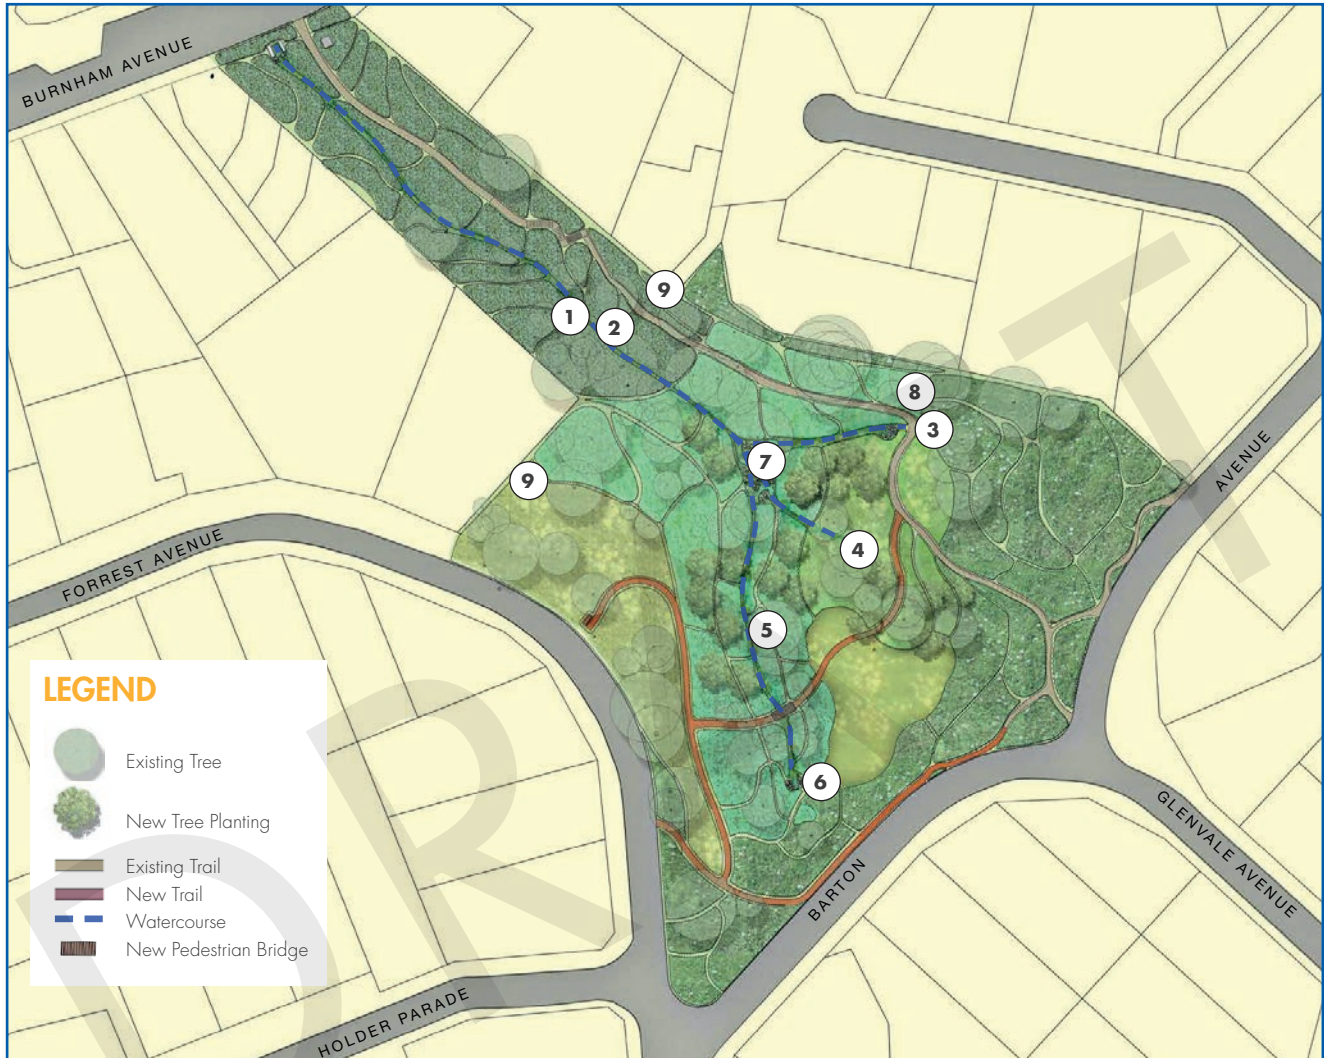 BURNHAM AVENUE
9
1
2
8
3
AVENUE
7
9
4
FORREST AVENUE
5
LEGEND
Existing Tree
New Tree Planting
Existing Trail
New Trail
Watercourse
New Pedestrian Bridge
6
GLENVALE AVENUE
BARTON
HOLDER PARADE
DRAFT